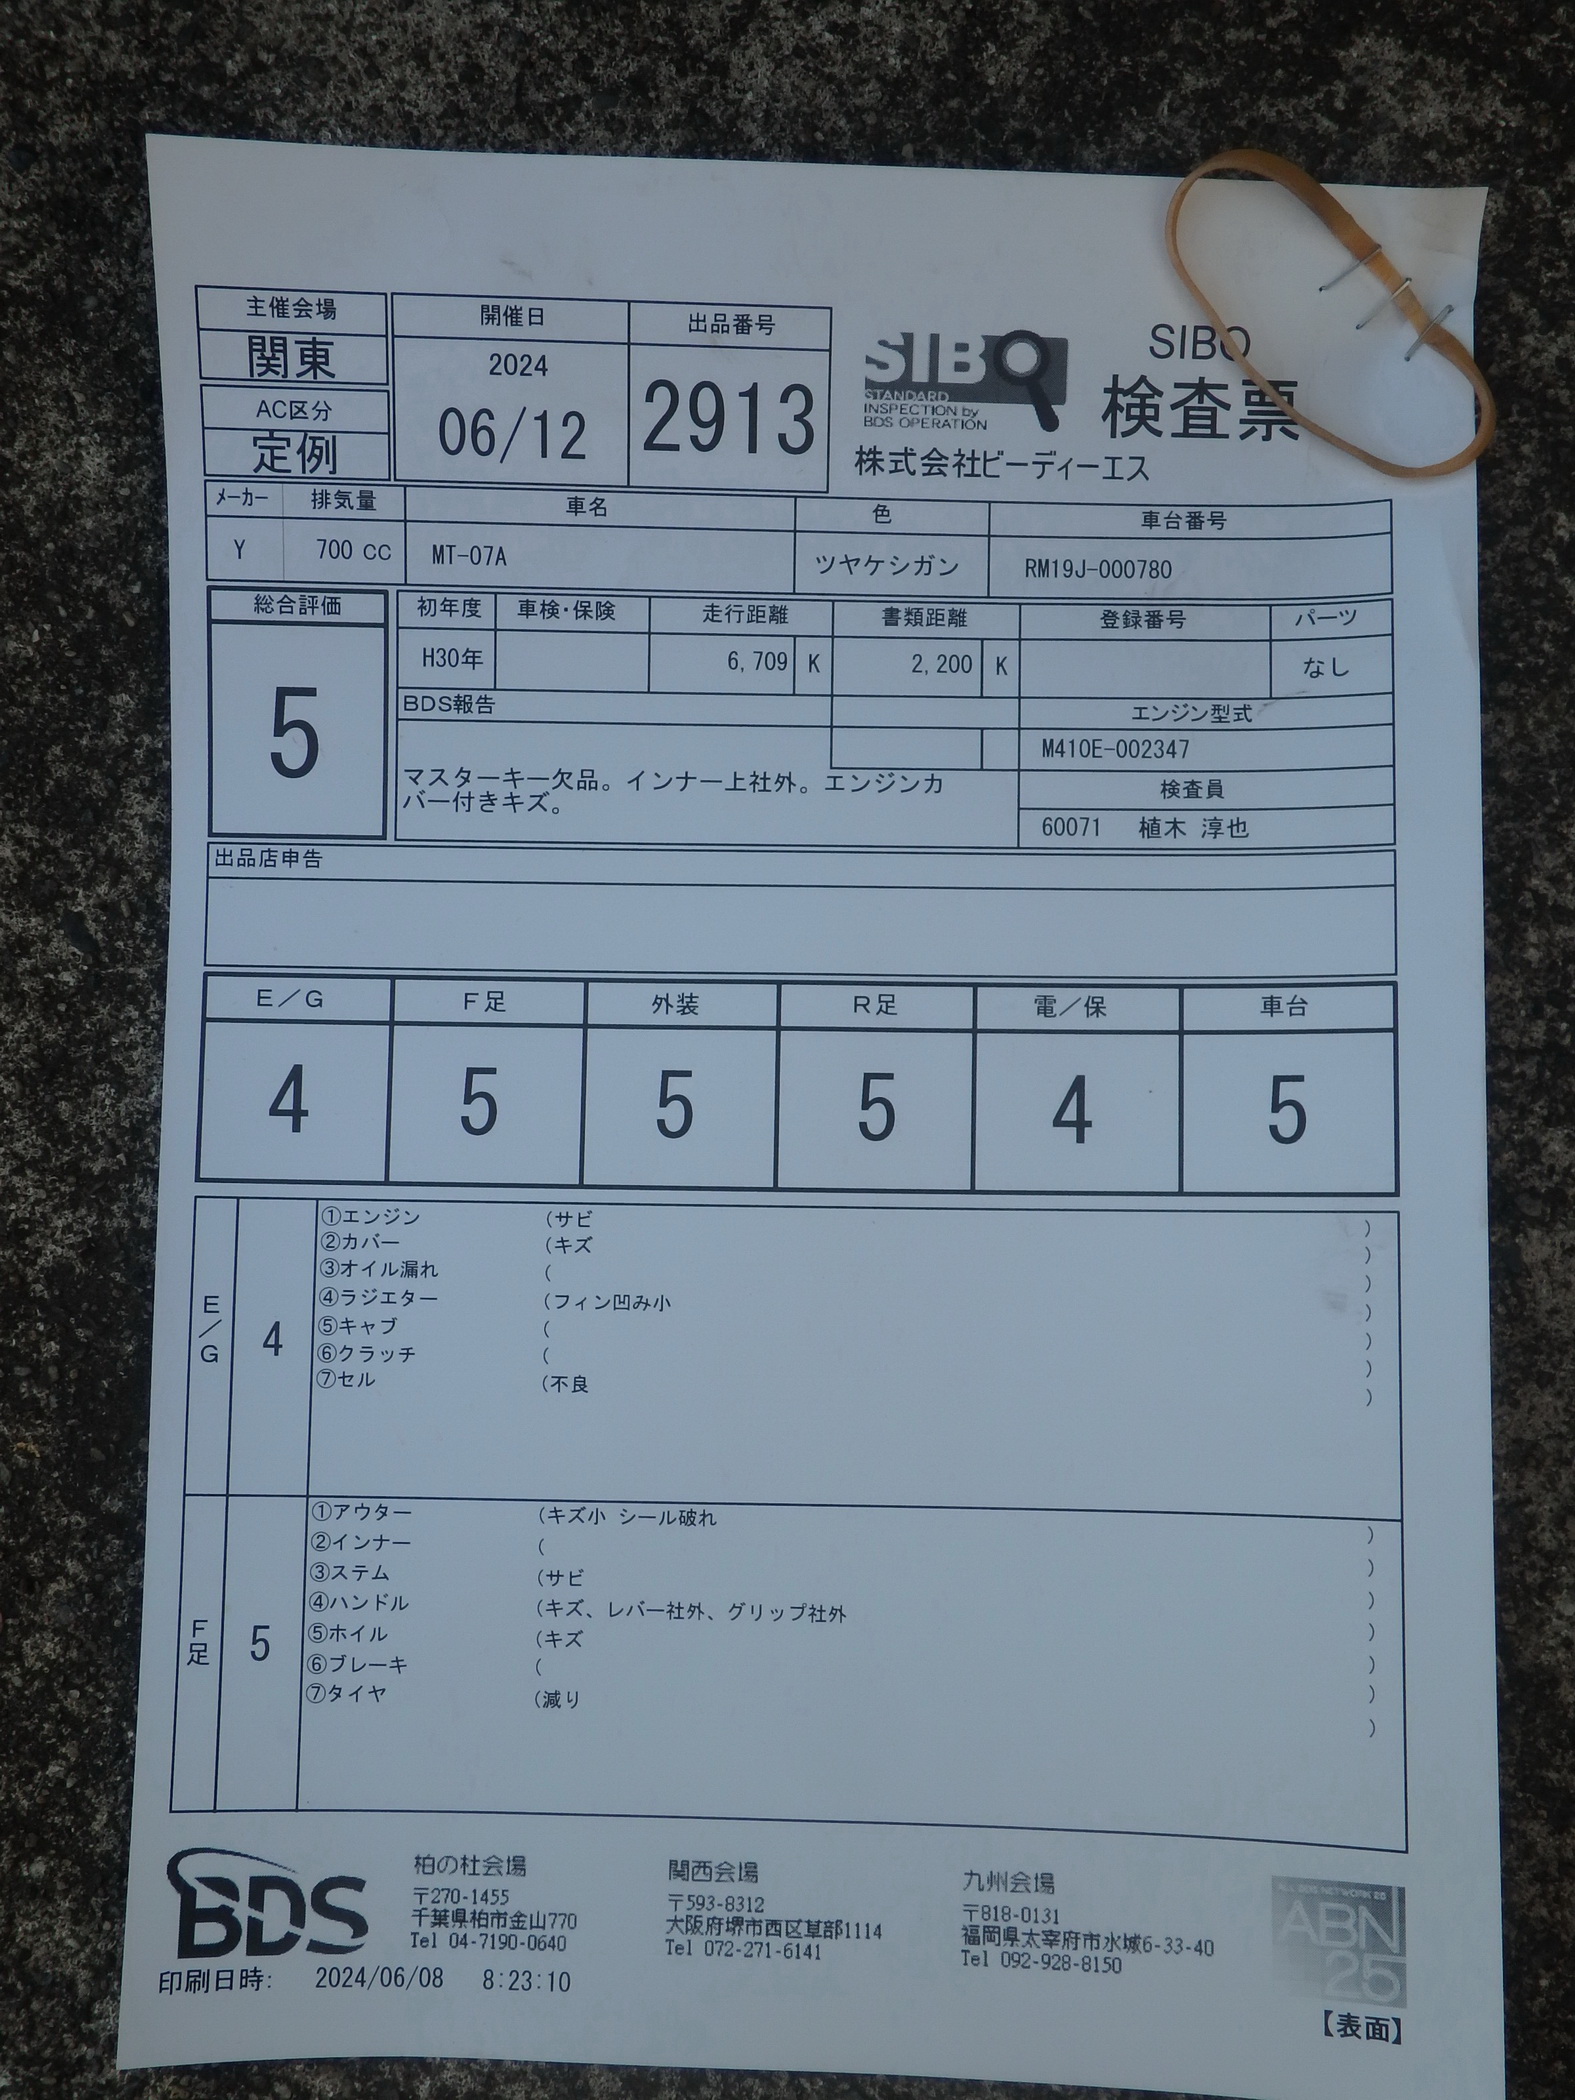 主催会場
関東
AC区分
定例
開催日
2024
06/12
出品番号
2913
SIBO
STANDARD
INSPECTION by
BDS OPERATION
SIBO
検査票
株式会社ビーディーエス
メーカー 排気量 車名 色 車台番号
Y 700 cc MT-07A ツヤケシガン RM19J-000780
総合評価
5
初年度 車検・保険 走行距離 書類距離 登録番号 パーツ
H30年 6,709 K 2,200 K なし
BDS報告
マスターキー欠品。インナー上社外。エンジンカ
バー付きキズ。
エンジン型式
M410E-002347
検査員
60071 植木 淳也
出品店申告
E/G F足 外装 R足 電/保 車台
4 5 5 5 4 5
E/G
4
①エンジン (サビ )
②カバー (キズ )
③オイル漏れ ( )
④ラジエター (フィン凹み小 )
⑤キャブ ( )
⑥クラッチ ( )
⑦セル (不良 )
F足
5
①アウター (キズ小 シール破れ )
②インナー ( )
③ステム (サビ )
④ハンドル (キズ、レバー社外、グリップ社外 )
⑤ホイル (キズ )
⑥ブレーキ ( )
⑦タイヤ (減り )
BDS
柏の杜会場
〒270-1455
千葉県柏市金山770
Tel 04-7190-0640
関西会場
〒593-8312
大阪府堺市西区草部1114
Tel 072-271-6141
九州会場
〒818-0131
福岡県太宰府市水城6-33-40
Tel 092-928-8150
ABN
25
印刷日時: 2024/06/08 8:23:10
【表面】